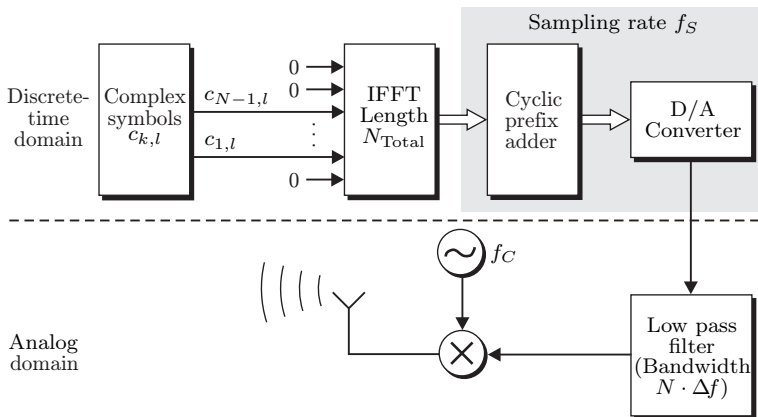 Sampling rate f_S
Discrete-
time
domain
Complex
symbols
c_{k,l}
c_{N−1,l}
c_{1,l}
0
0
⋮
0
IFFT
Length
N_Total
Cyclic
prefix
adder
D/A
Converter
f_C
Analog
domain
Low pass
filter
(Bandwidth
N · Δf)